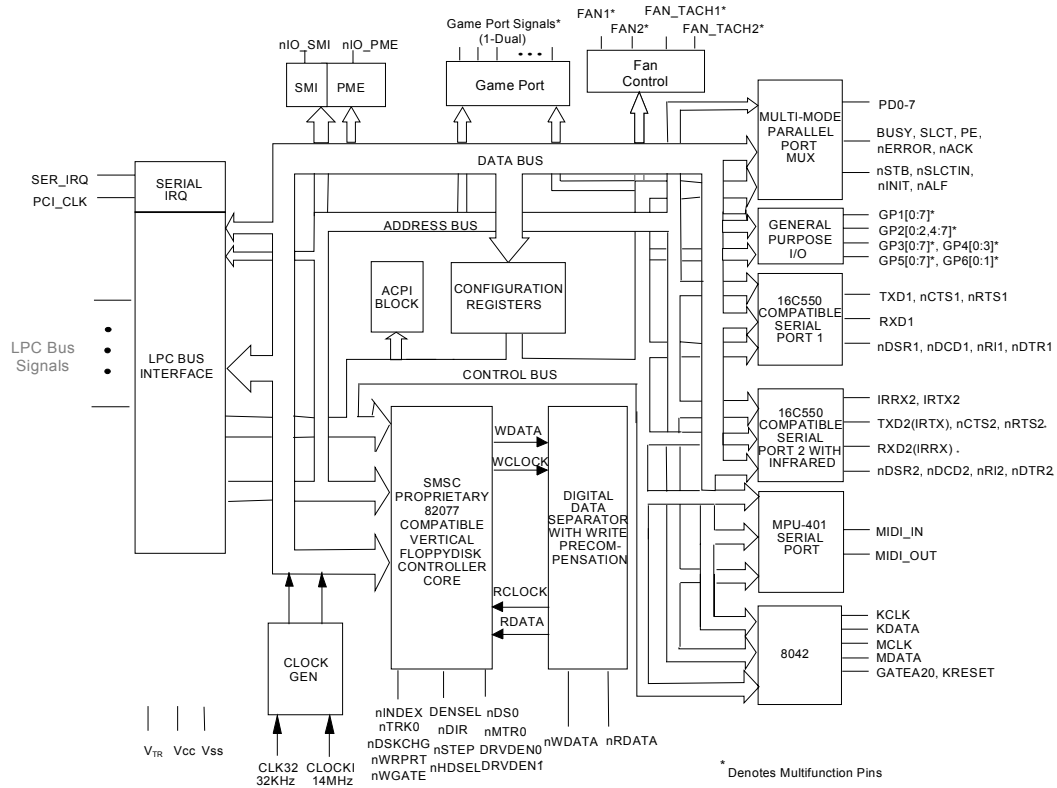 FAN_TACH1*
FAN1*
FAN2*
FAN_TACH2*
Game Port Signals*
(1-Dual)
nIO_SMI
nIO_PME
SMI
PME
Game Port
Fan
Control
MULTI-MODE
PARALLEL
PORT
MUX
PD0-7
BUSY, SLCT, PE,
nERROR, nACK
nSTB, nSLCTIN,
nINIT, nALF
DATA BUS
SER_IRQ
PCI_CLK
SERIAL
IRQ
ADDRESS BUS
GENERAL
PURPOSE
I/O
GP1[0:7]*
GP2[0:2,4:7]*
GP3[0:7]*, GP4[0:3]*
GP5[0:7]*, GP6[0:1]*
ACPI
BLOCK
CONFIGURATION
REGISTERS
16C550
COMPATIBLE
SERIAL
PORT 1
TXD1, nCTS1, nRTS1
RXD1
nDSR1, nDCD1, nRI1, nDTR1
LPC Bus
Signals
LPC BUS
INTERFACE
CONTROL BUS
16C550
COMPATIBLE
SERIAL
PORT 2 WITH
INFRARED
IRRX2, IRTX2
TXD2(IRTX), nCTS2, nRTS2.
RXD2(IRRX) .
nDSR2, nDCD2, nRI2, nDTR2
SMSC
PROPRIETARY
82077
COMPATIBLE
VERTICAL
FLOPPYDISK
CONTROLLER
CORE
WDATA
WCLOCK
RCLOCK
RDATA
DIGITAL
DATA
SEPARATOR
WITH WRITE
PRECOM-
PENSATION
MPU-401
SERIAL
PORT
MIDI_IN
MIDI_OUT
8042
KCLK
KDATA
MCLK
MDATA
GATEA20, KRESET
CLOCK
GEN
VTR
Vcc
Vss
CLK32
32KHz
CLOCKI
14MHz
nINDEX
nTRK0
nDSKCHG
nWRPRT
nWGATE
DENSEL
nDIR
nSTEP
nHDSEL
nDS0
nMTR0
DRVDEN0
DRVDEN1
nWDATA
nRDATA
* Denotes Multifunction Pins